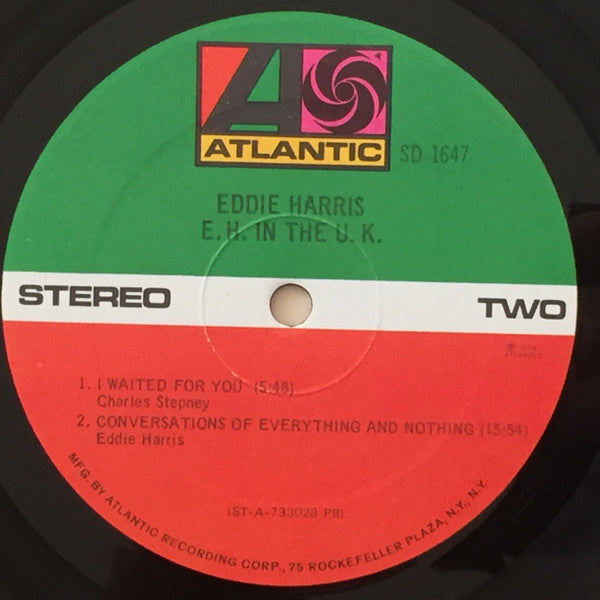 ATLANTIC
SD 1647
EDDIE HARRIS
E.H. IN THE U.K.
STEREO
TWO
℗ 1974
ATLANTIC
1. I WAITED FOR YOU (5:48)
Charles Stepney
2. CONVERSATIONS OF EVERYTHING AND NOTHING (15:54)
Eddie Harris
(ST-A-733028 PR)
MFG. BY ATLANTIC RECORDING CORP., 75 ROCKEFELLER PLAZA, N.Y., N.Y.